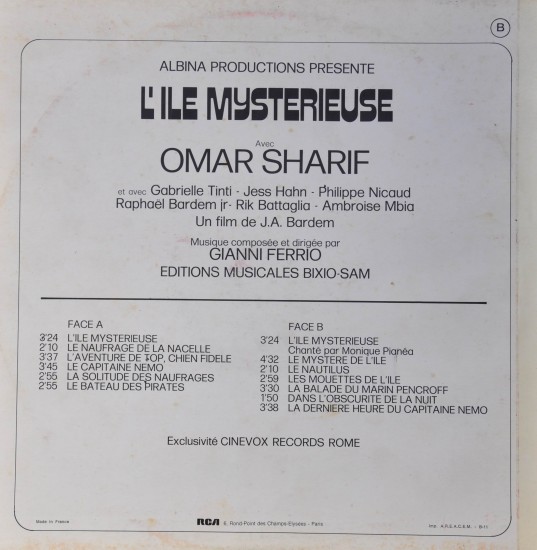 B
ALBINA PRODUCTIONS PRESENTE
L'ILE MYSTERIEUSE
Avec
OMAR SHARIF
et avec Gabrielle Tinti - Jess Hahn - Philippe Nicaud
Raphaël Bardem jr - Rik Battaglia - Ambroise Mbia
Un film de J.A. Bardem
Musique composée et dirigée par
GIANNI FERRIO
EDITIONS MUSICALES BIXIO-SAM
FACE A
3'24 L'ILE MYSTERIEUSE
2'10 LE NAUFRAGE DE LA NACELLE
3'37 L'AVENTURE DE TOP, CHIEN FIDELE
3'45 LE CAPITAINE NEMO
2'55 LA SOLITUDE DES NAUFRAGES
2'55 LE BATEAU DES PIRATES
FACE B
3'24 L'ILE MYSTERIEUSE
Chanté par Monique Pianéa
4'32 LE MYSTERE DE L'ILE
2'10 LE NAUTILUS
2'59 LES MOUETTES DE L'ILE
3'30 LA BALADE DU MARIN PENCROFF
1'50 DANS L'OBSCURITE DE LA NUIT
3'38 LA DERNIERE HEURE DU CAPITAINE NEMO
Exclusivité CINEVOX RECORDS ROME
Made in France
RCA 9, Rond-Point des Champs-Elysées - Paris
Imp. A.R.E.A.C.E.M. -